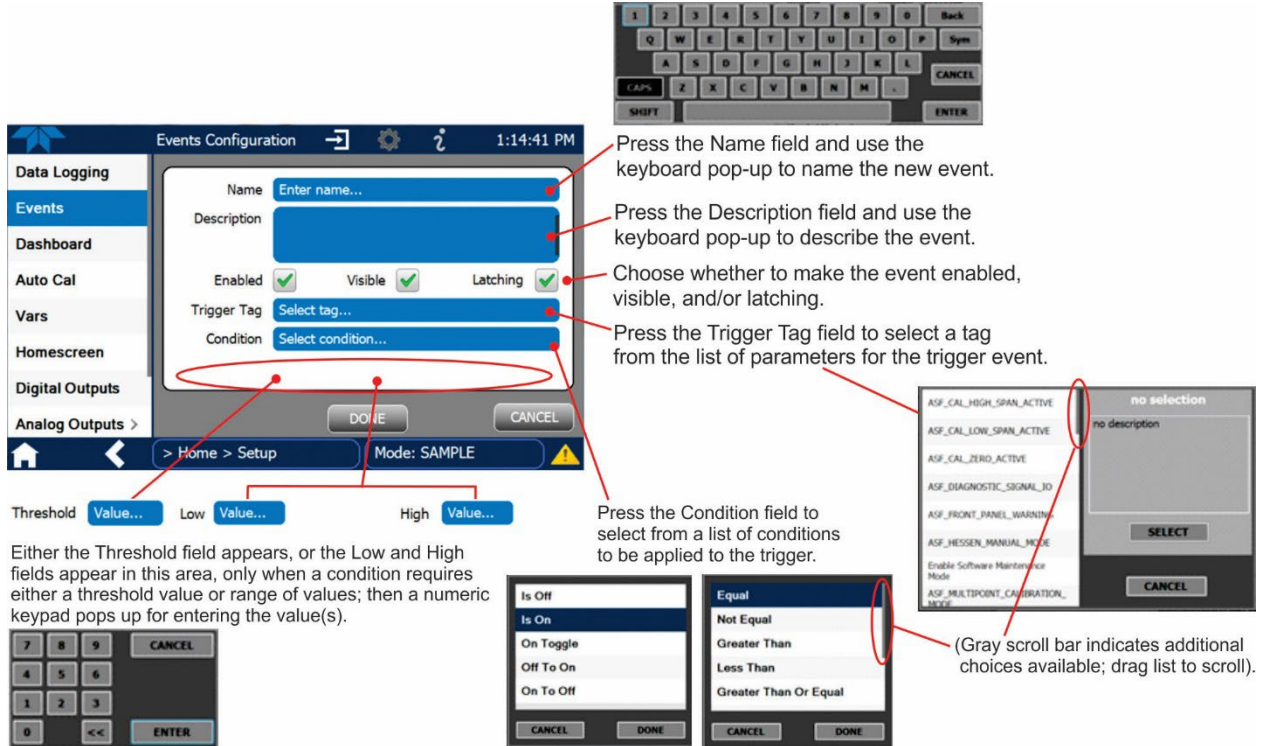 1 2 3 4 5 6 7 8 9 0 Back
Q W E R T Y U I O P Sym
A S D F G H J K L
CANCEL
CAPS Z X C V B N M .
SHIFT
ENTER
Events Configuration
1:14:41 PM
Data Logging
Events
Dashboard
Auto Cal
Vars
Homescreen
Digital Outputs
Analog Outputs >
Name
Enter name...
Description
Enabled
Visible
Latching
Trigger Tag
Select tag...
Condition
Select condition...
DONE
CANCEL
> Home > Setup
Mode: SAMPLE
Press the Name field and use the
keyboard pop-up to name the new event.
Press the Description field and use the
keyboard pop-up to describe the event.
Choose whether to make the event enabled,
visible, and/or latching.
Press the Trigger Tag field to select a tag
from the list of parameters for the trigger event.
ASF_CAL_HIGH_SPAN_ACTIVE
ASF_CAL_LOW_SPAN_ACTIVE
ASF_CAL_ZERO_ACTIVE
ASF_DIAGNOSTIC_SIGNAL_IO
ASF_FRONT_PANEL_WARNING
ASF_HESSEN_MANUAL_MODE
Enable Software Maintenance
Mode
ASF_MULTIPOINT_CALIBRATION_
MODE
no selection
no description
SELECT
CANCEL
Threshold Value...
Low Value...
High Value...
Either the Threshold field appears, or the Low and High
fields appear in this area, only when a condition requires
either a threshold value or range of values; then a numeric
keypad pops up for entering the value(s).
7 8 9 CANCEL
4 5 6
1 2 3
0 << ENTER
Press the Condition field to
select from a list of conditions
to be applied to the trigger.
Is Off
Is On
On Toggle
Off To On
On To Off
CANCEL DONE
Equal
Not Equal
Greater Than
Less Than
Greater Than Or Equal
CANCEL DONE
(Gray scroll bar indicates additional
choices available; drag list to scroll).